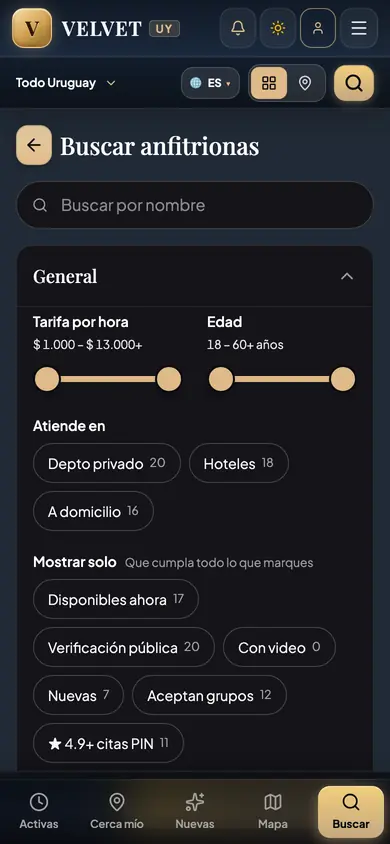 V VELVET UY
Todo Uruguay ES
Buscar anfitrionas
Buscar por nombre
General
Tarifa por hora Edad
$ 1.000 – $ 13.000+ 18 – 60+ años
Atiende en
Depto privado 20 Hoteles 18
A domicilio 16
Mostrar solo Que cumpla todo lo que marques
Disponibles ahora 17
Verificación pública 20 Con video 0
Nuevas 7 Aceptan grupos 12
★ 4.9+ citas PIN 11
Activas Cerca mío Nuevas Mapa Buscar